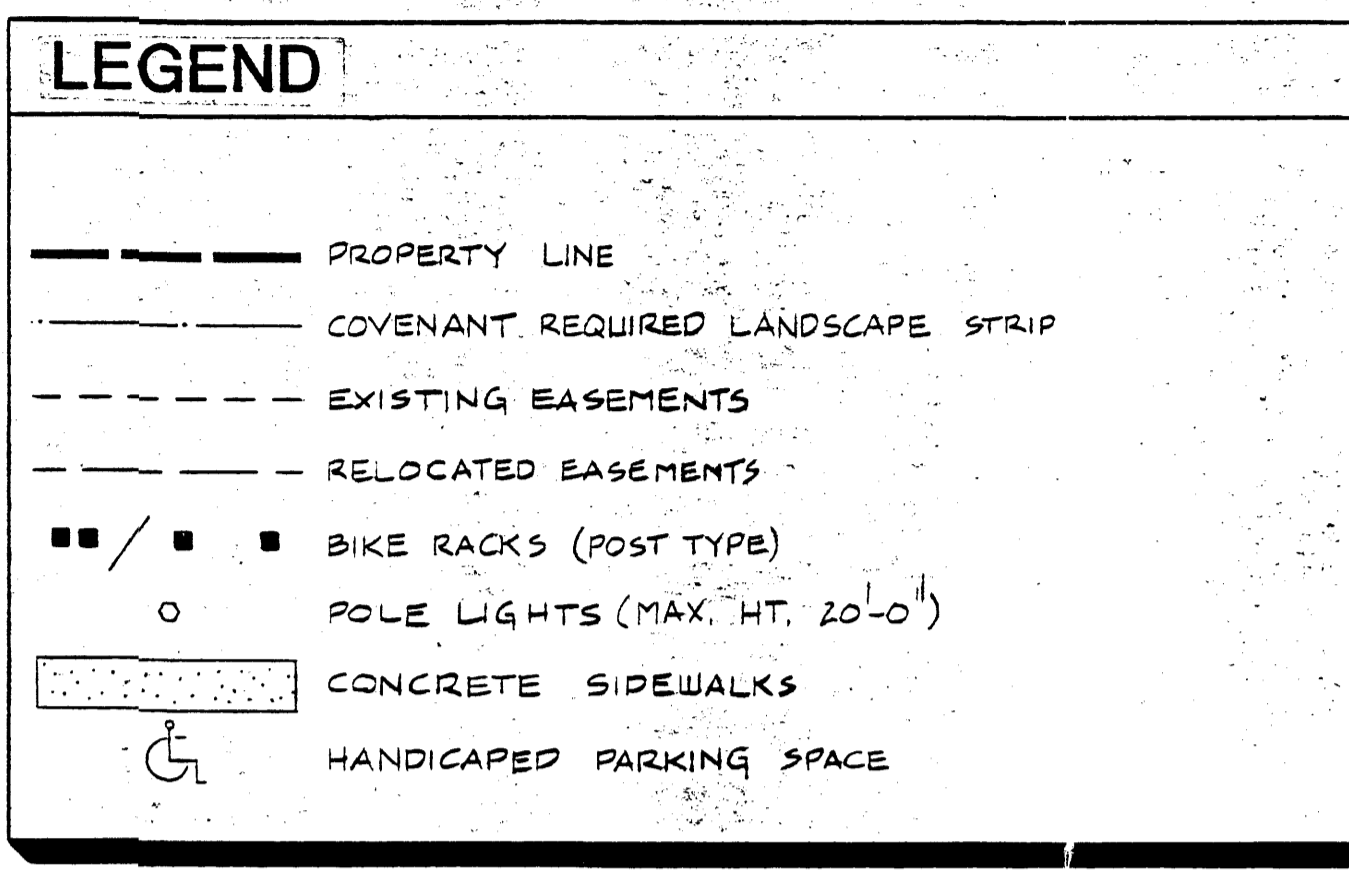 LEGEND
PROPERTY LINE
COVENANT REQUIRED LANDSCAPE STRIP
EXISTING EASEMENTS
RELOCATED EASEMENTS
BIKE RACKS (POST TYPE)
POLE LIGHTS (MAX. HT. 20'-0")
CONCRETE SIDEWALKS
HANDICAPED PARKING SPACE